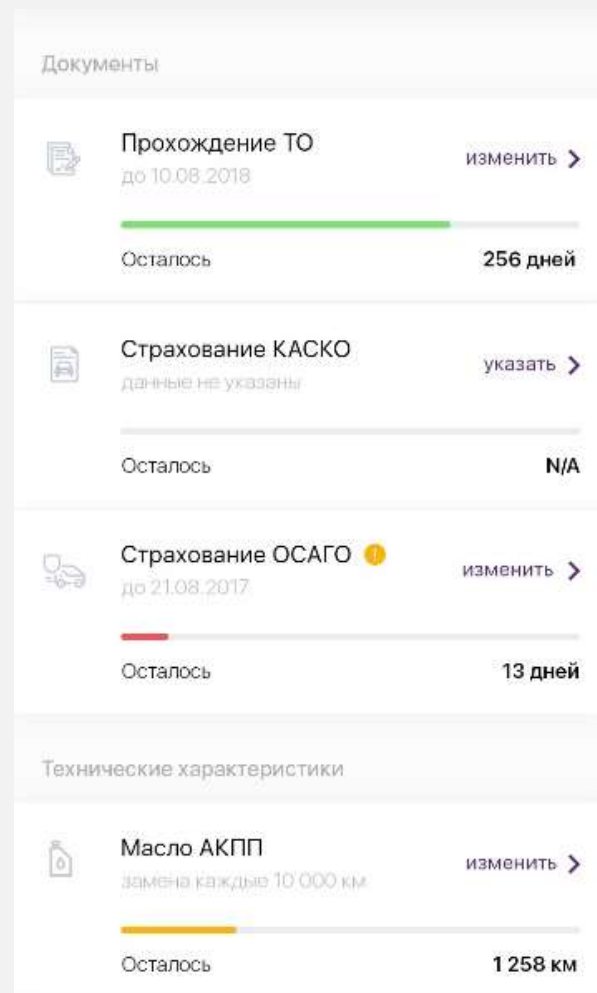 Документы
Прохождение ТО
изменить
до 10.08.2018
Осталось
256 дней
Страхование КАСКО
указать
данные не указаны
Осталось
N/A
Страхование ОСАГО
изменить
до 21.08.2017
Осталось
13 дней
Технические характеристики
Масло АКПП
изменить
замена каждые 10 000 км
Осталось
1 258 км